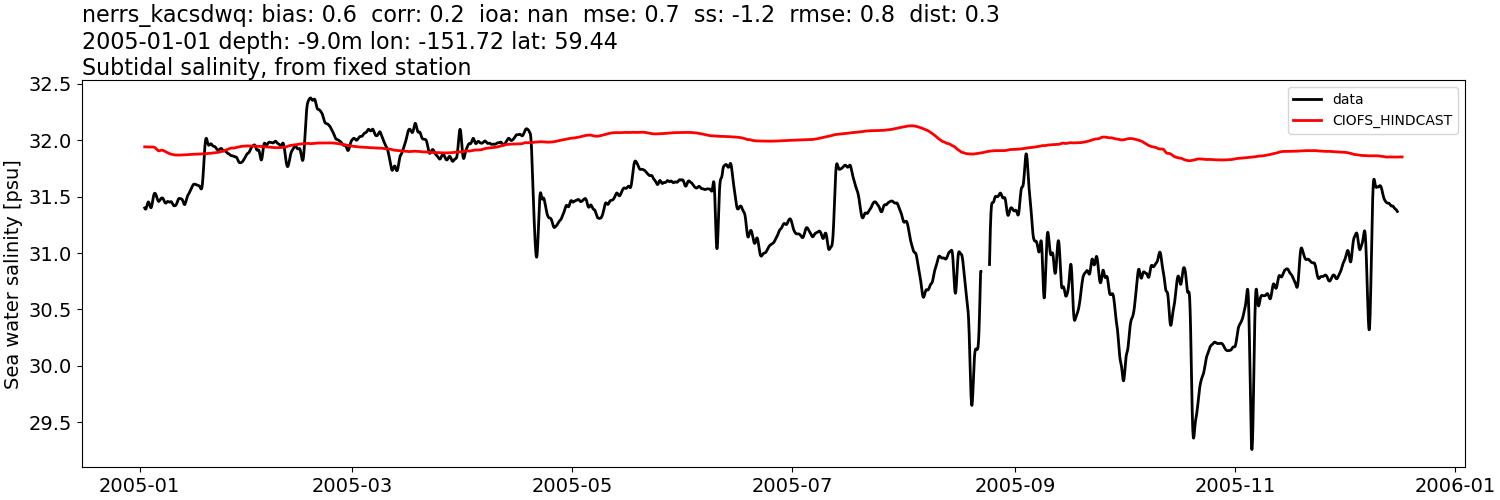 nerrs_kacsdwq: bias: 0.6 corr: 0.2 ioa: nan mse: 0.7 ss: -1.2 rmse: 0.8 dist: 0.3
2005-01-01 depth: -9.0m lon: -151.72 lat: 59.44
Subtidal salinity, from fixed station
Sea water salinity [psu]
32.5
32.0
31.5
31.0
30.5
30.0
29.5
data
CIOFS_HINDCAST
2005-01 2005-03 2005-05 2005-07 2005-09 2005-11 2006-01